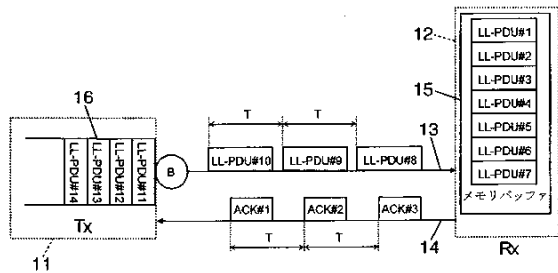 12
LL-PDU#1
LL-PDU#2
LL-PDU#3
LL-PDU#4
LL-PDU#5
LL-PDU#6
LL-PDU#7
メモリバッファ
15
Rx
16
LL-PDU#14
LL-PDU#13
LL-PDU#12
LL-PDU#11
Tx
11
B
T
T
LL-PDU#10
LL-PDU#9
LL-PDU#8
13
ACK#1
ACK#2
ACK#3
T
T
14